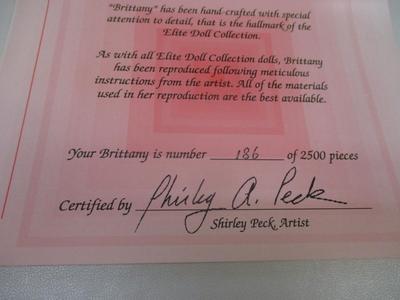 "Brittany" has been hand-crafted with special
attention to detail, that is the hallmark of the
Elite Doll Collection.
As with all Elite Doll Collection dolls, Brittany
has been reproduced following meticulous
instructions from the artist. All of the materials
used in her reproduction are the best available.
Your Brittany is number 186 of 2500 pieces
Certified by Shirley A. Peck
Shirley Peck, Artist